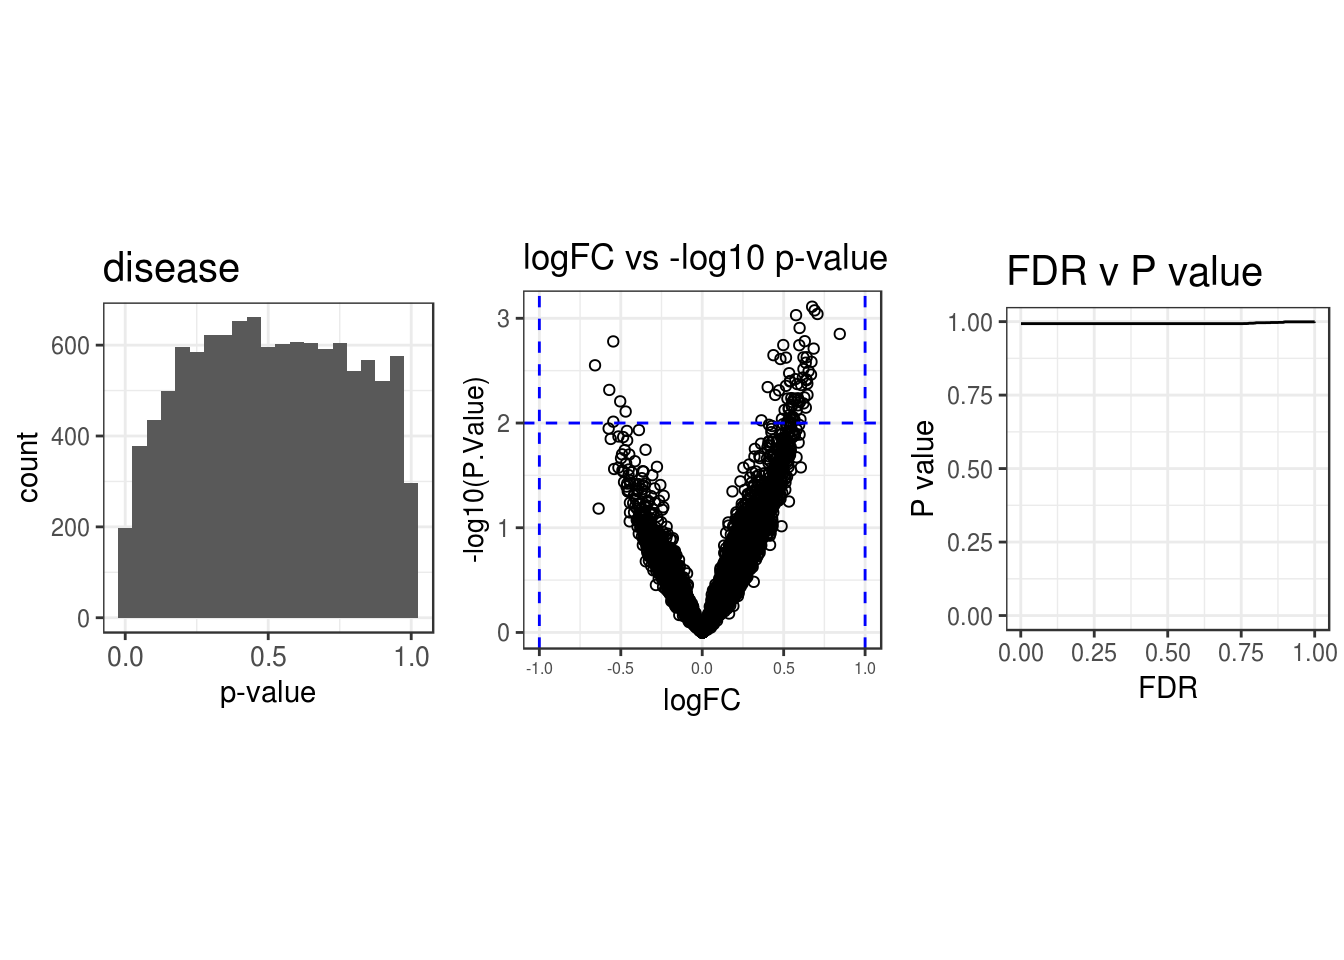 disease
count
600
400
200
0
0.0 0.5 1.0
p-value
logFC vs -log10 p-value
-log10(P.Value)
3
2
1
0
-1.0 -0.5 0.0 0.5 1.0
logFC
FDR v P value
P value
1.00
0.75
0.50
0.25
0.00
0.00 0.25 0.50 0.75 1.00
FDR